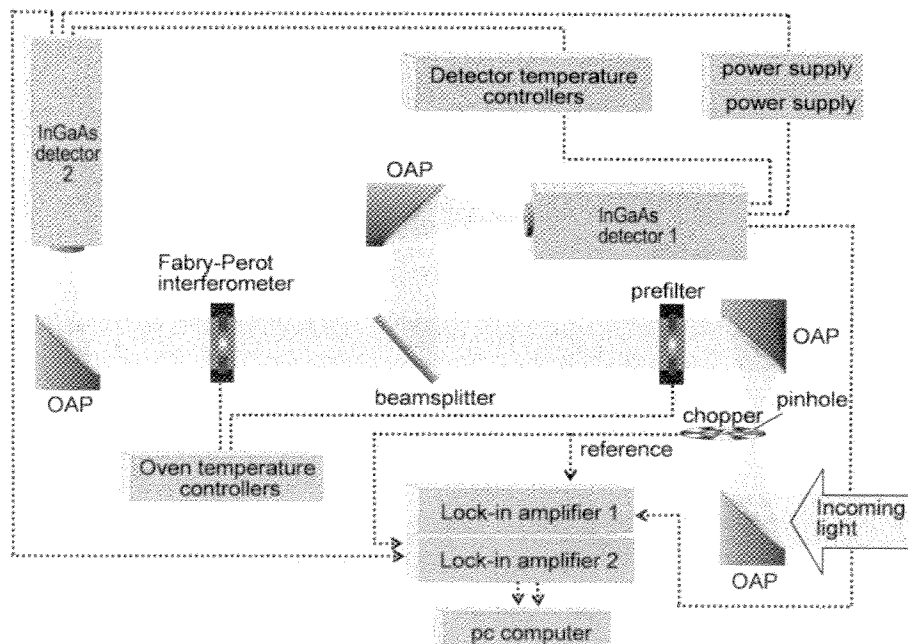 InGaAs
detector
2
Detector temperature
controllers
power supply
power supply
OAP
InGaAs
detector 1
Fabry-Perot
interferometer
prefilter
OAP
OAP
beamsplitter
chopper
pinhole
reference
Oven temperature
controllers
Lock-in amplifier 1
Incoming
light
Lock-in amplifier 2
OAP
pc computer